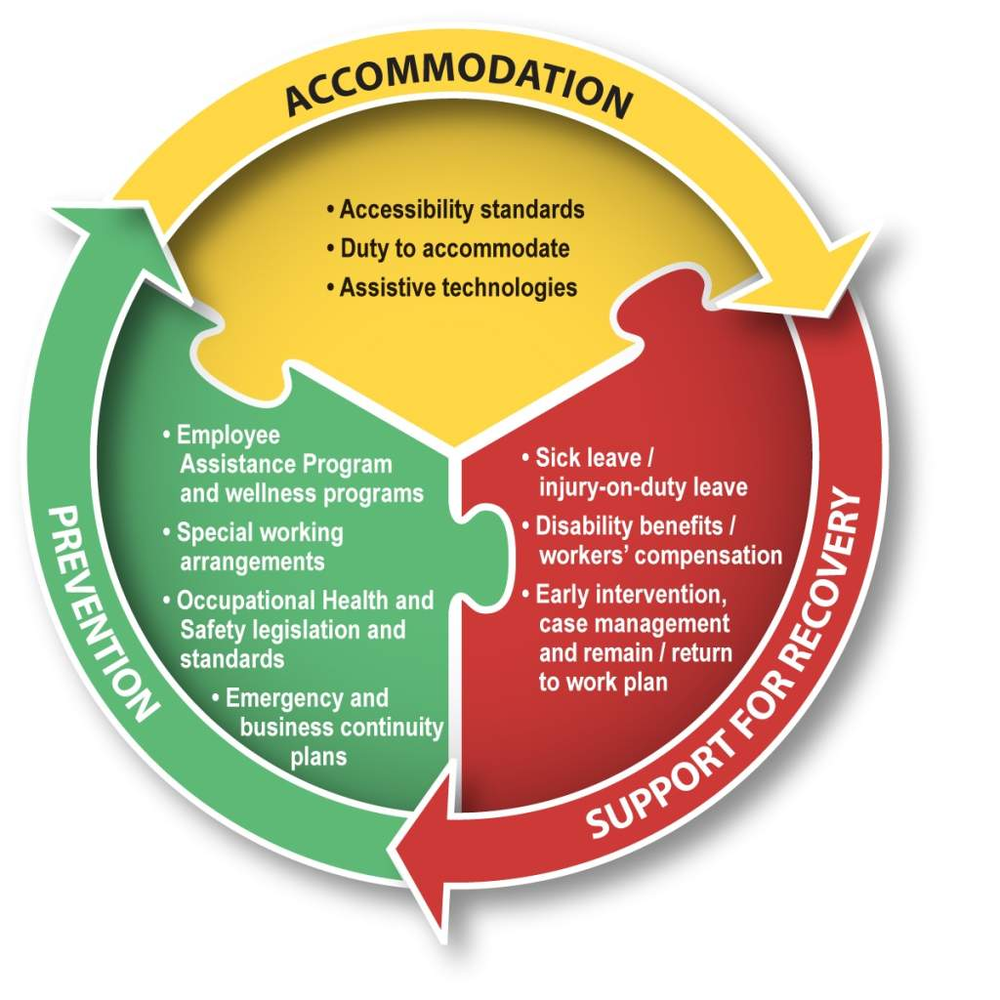 ACCOMMODATION
• Accessibility standards
• Duty to accommodate
• Assistive technologies
PREVENTION
• Employee
Assistance Program
and wellness programs
• Special working
arrangements
• Occupational Health and
Safety legislation and
standards
• Emergency and
business continuity
plans
SUPPORT FOR RECOVERY
• Sick leave /
injury-on-duty leave
• Disability benefits /
workers’ compensation
• Early intervention,
case management
and remain / return
to work plan